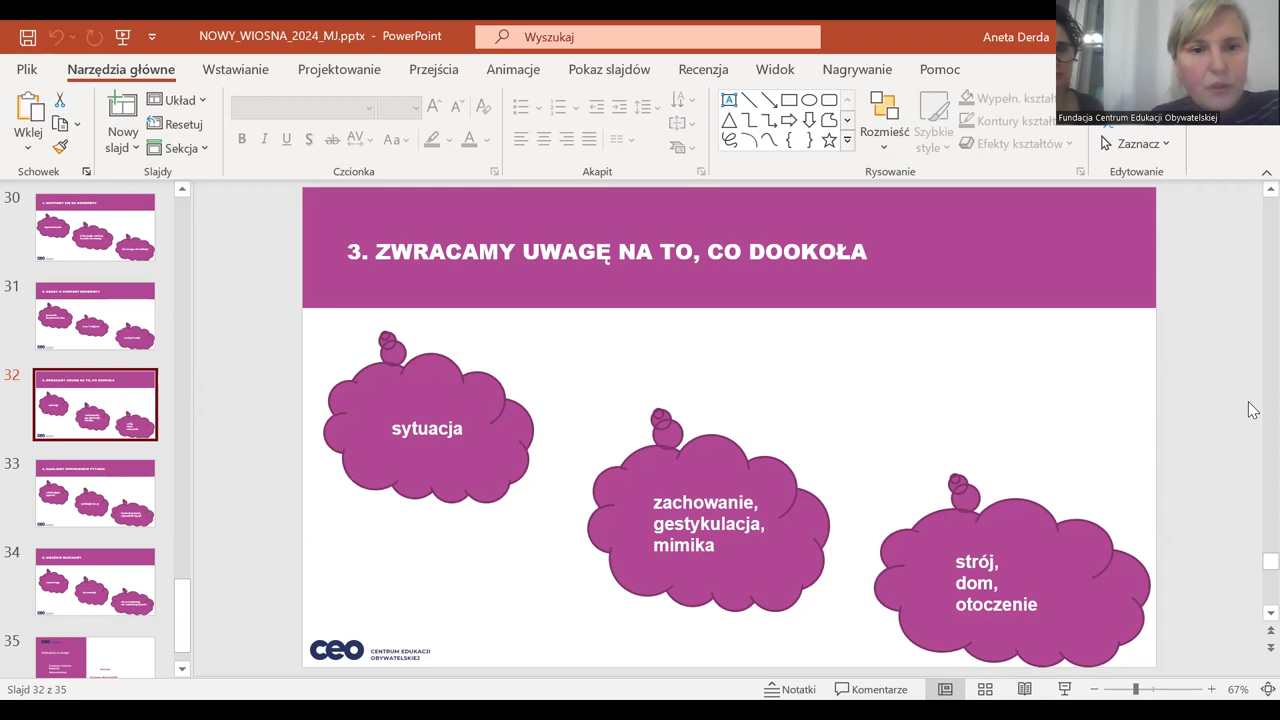 NOWY_WIOSNA_2024_MJ.pptx - PowerPoint
Wyszukaj
Aneta Derda
Plik
Narzędzia główne
Wstawianie
Projektowanie
Przejścia
Animacje
Pokaz slajdów
Recenzja
Widok
Nagrywanie
Pomoc
Fundacja Centrum Edukacji Obywatelskiej
Wklej
Nowy
slajd
Układ
Resetuj
Sekcja
Rozmieść
Szybkie
style
Wypełn. kształt
Kontury kształt
Efekty kształtów
Zaznacz
Schowek
Slajdy
Czcionka
Akapit
Rysowanie
Edytowanie
30
31
32
33
34
35
3. ZWRACAMY UWAGĘ NA TO, CO DOOKOŁA
sytuacja
zachowanie,
gestykulacja,
mimika
strój,
dom,
otoczenie
CEO
CENTRUM EDUKACJI
OBYWATELSKIEJ
Slajd 32 z 35
Notatki
Komentarze
67%